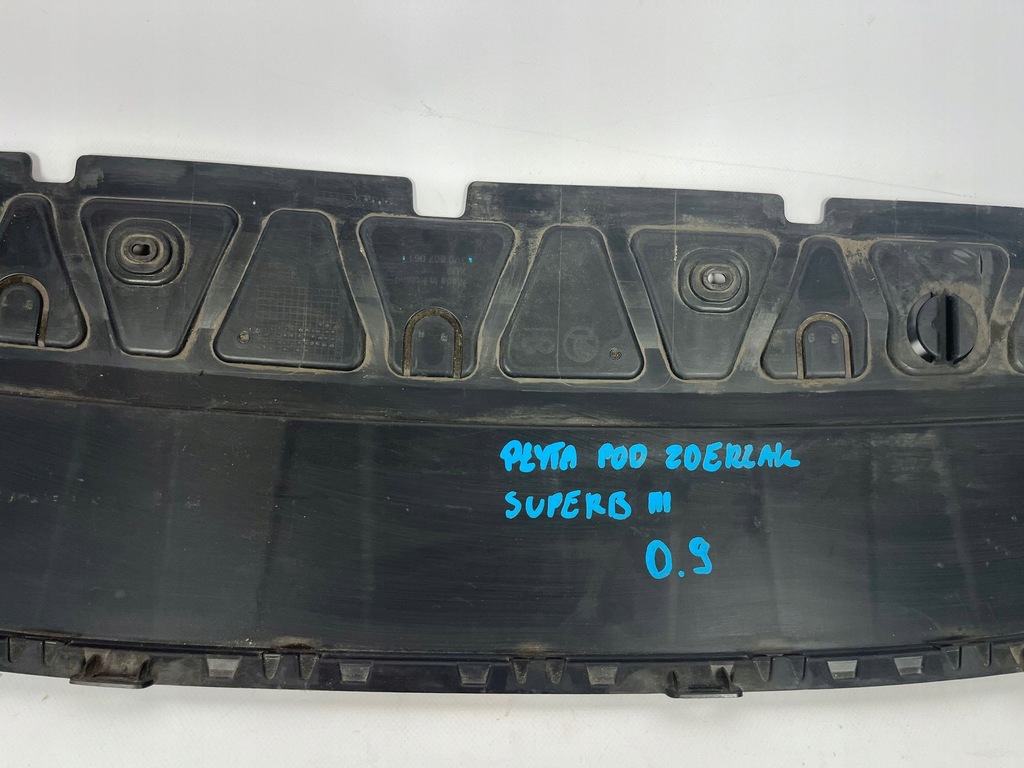 PŁYTA POD ZDERZAK
SUPERB III
0.9